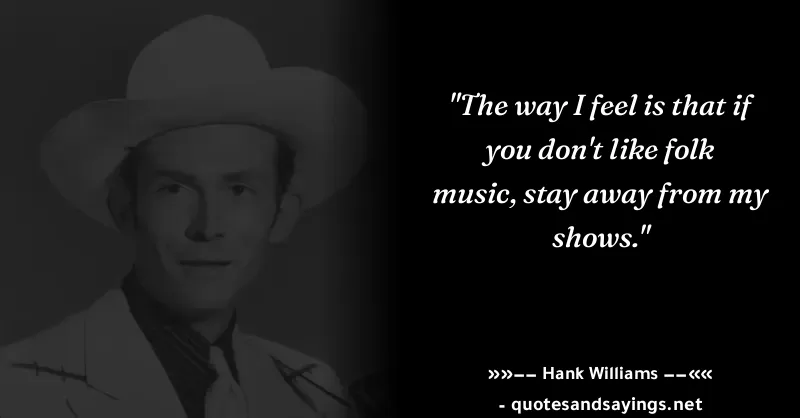 "The way I feel is that if
you don't like folk
music, stay away from my
shows."
»»−− Hank Williams −−««
- quotesandsayings.net